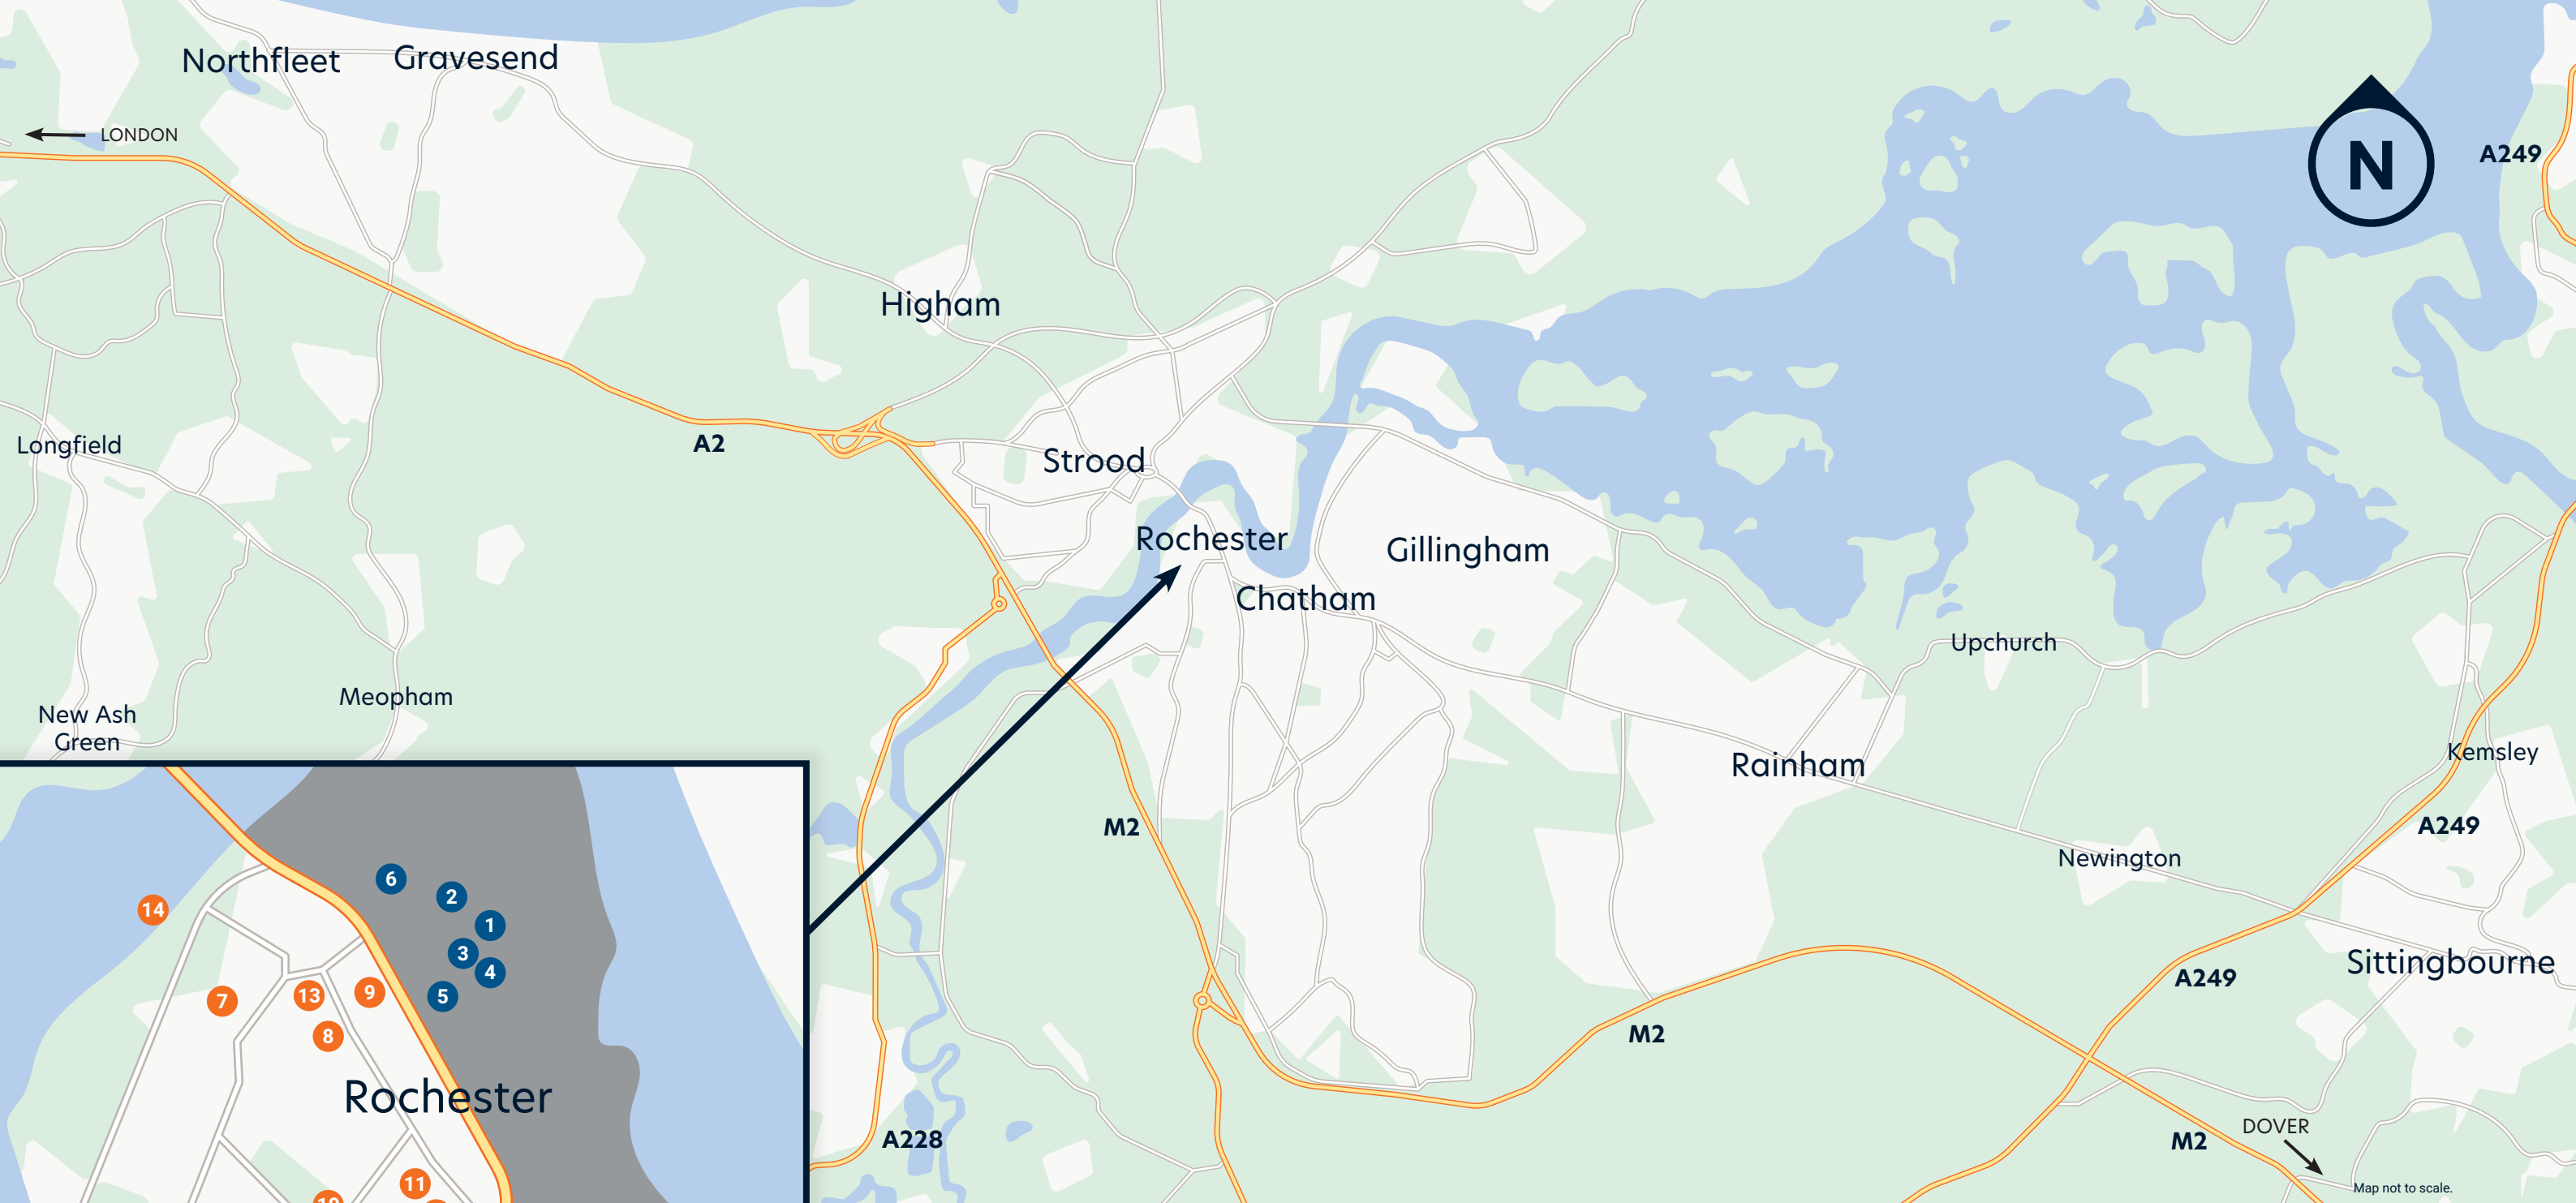 Northfleet
Gravesend
LONDON
N
A249
Higham
Longfield
A2
Strood
Rochester
Gillingham
Chatham
Upchurch
Meopham
New Ash
Green
Kemsley
Rainham
M2
A249
Newington
Sittingbourne
A249
M2
A228
DOVER
M2
Map not to scale.
6
2
14
1
3
4
7
13
9
5
8
Rochester
11